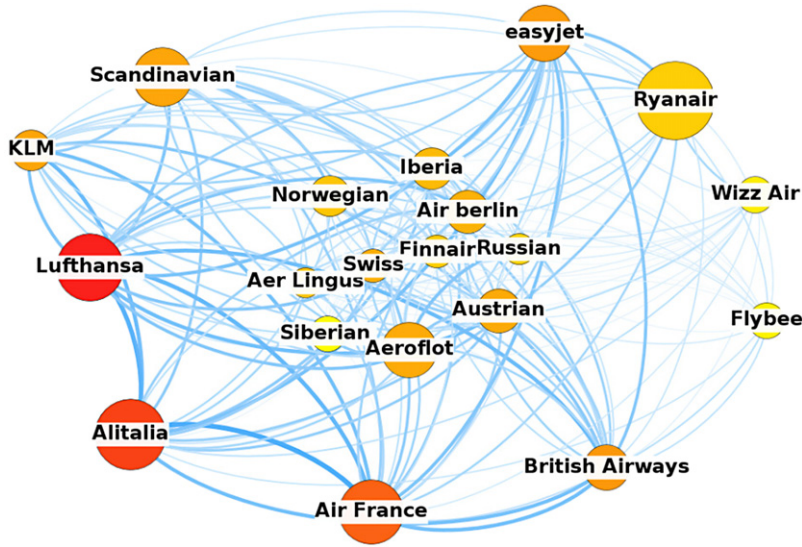 easyjet
Scandinavian
Ryanair
KLM
Iberia
Norwegian
Wizz Air
Air berlin
Finnair
Russian
Swiss
Lufthansa
Aer Lingus
Austrian
Flybee
Siberian
Aeroflot
Alitalia
British Airways
Air France